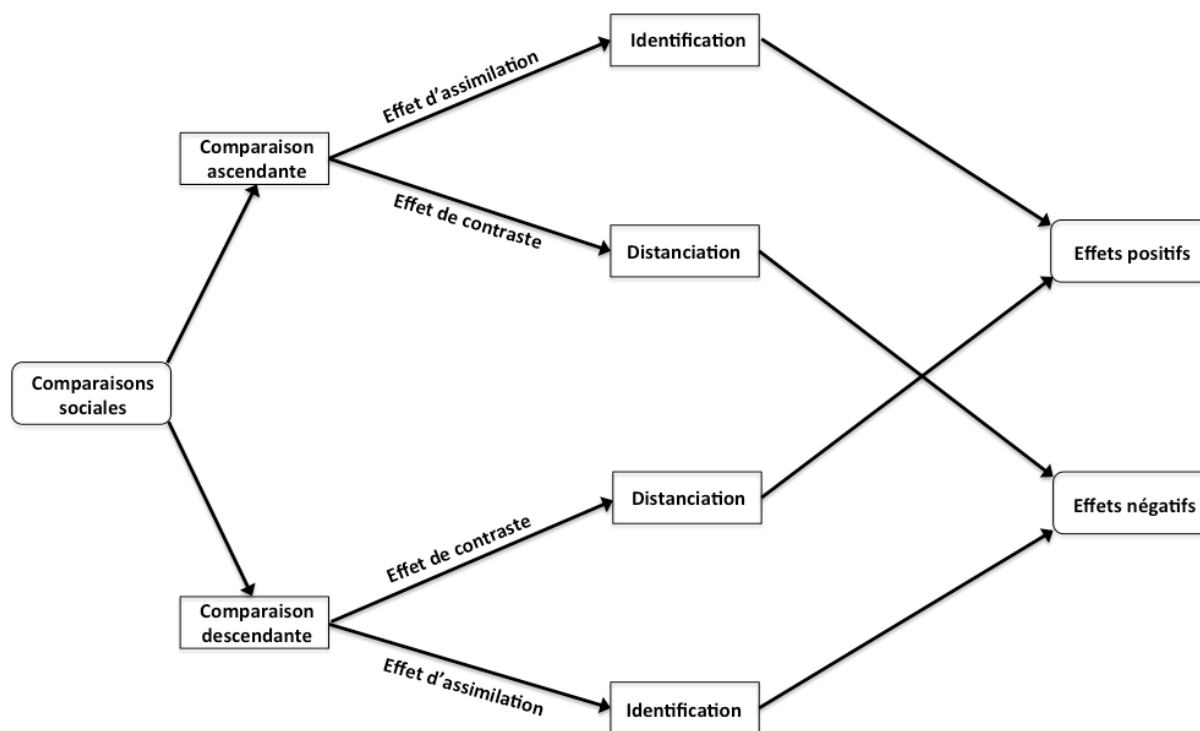 Identification
Effet d'assimilation
Comparaison
ascendante
Effet de contraste
Distanciation
Effets positifs
Comparaisons
sociales
Distanciation
Effets négatifs
Effet de contraste
Comparaison
descendante
Effet d'assimilation
Identification